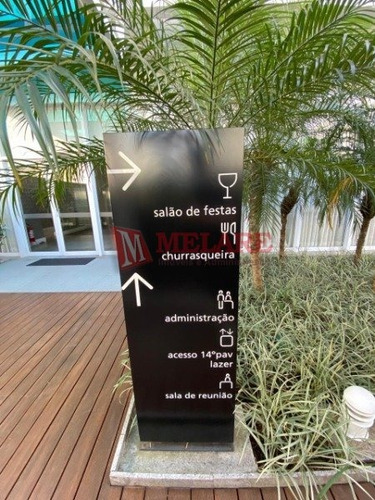 salão de festas
MELARE
churrasqueira
administração
acesso 14ºpav
lazer
sala de reunião